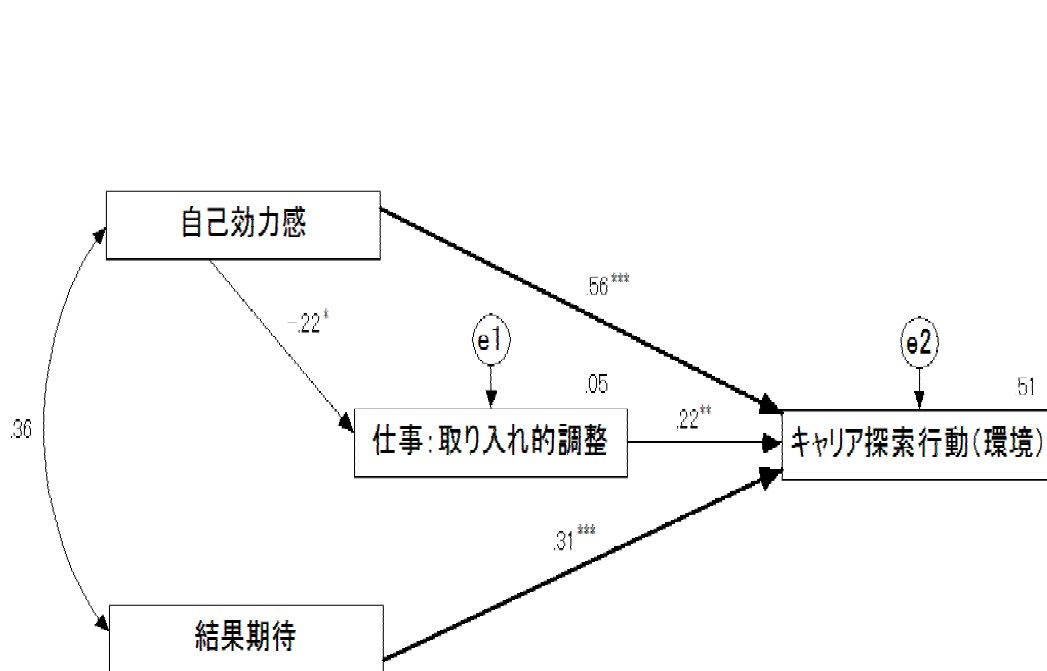 自己効力感
.56***
-.22*
e1
e2
.05
.51
.36
仕事:取り入れ的調整
.22**
キャリア探索行動(環境)
.31***
結果期待